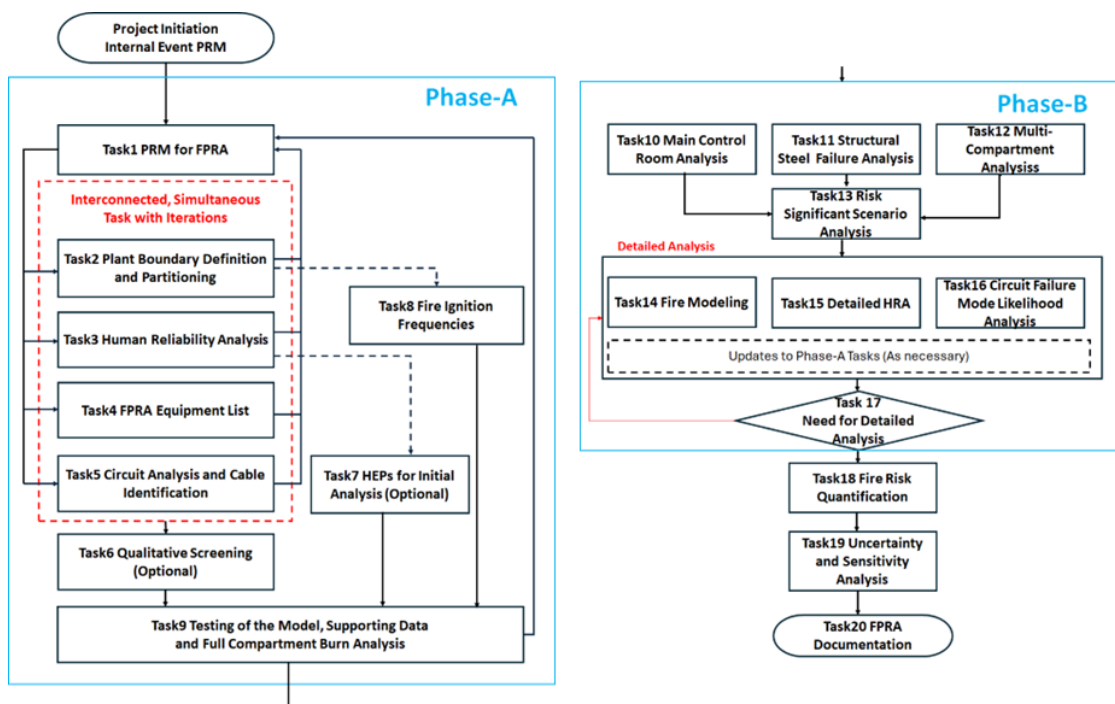 Project Initiation
Internal Event PRM
Phase-A
Task1 PRM for FPRA
Interconnected, Simultaneous
Task with Iterations
Task2 Plant Boundary Definition
and Partitioning
Task8 Fire Ignition
Frequencies
Task3 Human Reliability Analysis
Task4 FPRA Equipment List
Task5 Circuit Analysis and Cable
Identification
Task7 HEPs for Initial
Analysis (Optional)
Task6 Qualitative Screening
(Optional)
Task9 Testing of the Model, Supporting Data
and Full Compartment Burn Analysis
Phase-B
Task10 Main Control
Room Analysis
Task11 Structural
Steel Failure Analysis
Task12 Multi-
Compartment
Analysiss
Task13 Risk
Significant Scenario
Analysis
Detailed Analysis
Task14 Fire Modeling
Task15 Detailed HRA
Task16 Circuit Failure
Mode Likelihood
Analysis
Updates to Phase-A Tasks (As necessary)
Task 17
Need for Detailed
Analysis
Task18 Fire Risk
Quantification
Task19 Uncertainty
and Sensitivity
Analysis
Task20 FPRA
Documentation